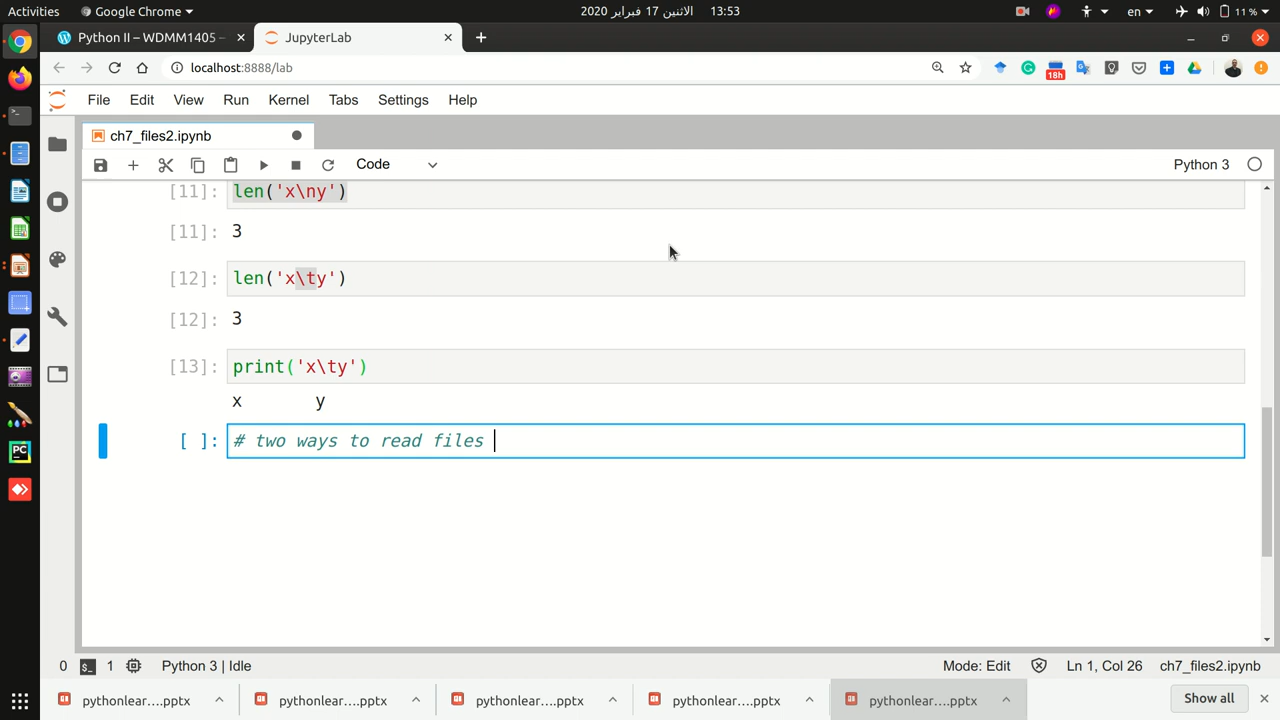 Activities Google Chrome الاثنين 17 فبراير 2020 13:53 en 11 %
Python II – WDMM1405 – JupyterLab
localhost:8888/lab 18h
File Edit View Run Kernel Tabs Settings Help
ch7_files2.ipynb
Code Python 3
[11]: len('x\ny')
[11]: 3
[12]: len('x\ty')
[12]: 3
[13]: print('x\ty')
x y
[ ]: # two ways to read files
0 1 Python 3 | Idle Mode: Edit Ln 1, Col 26 ch7_files2.ipynb
pythonlear....pptx pythonlear....pptx pythonlear....pptx pythonlear....pptx pythonlear....pptx Show all
PC